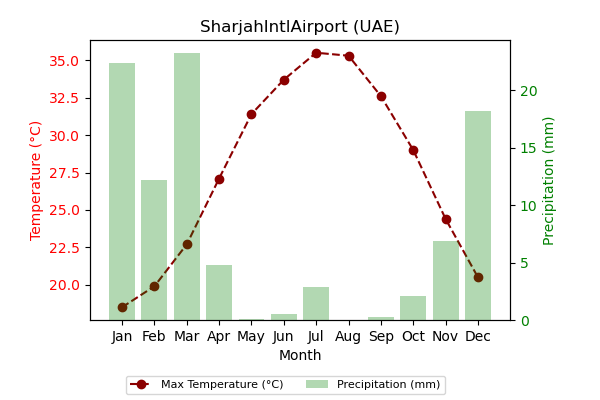 SharjahIntlAirport (UAE)
35.0
32.5
30.0
27.5
25.0
22.5
20.0
Temperature (°C)
20
15
10
5
0
Precipitation (mm)
Jan Feb Mar Apr May Jun Jul Aug Sep Oct Nov Dec
Month
Max Temperature (°C) Precipitation (mm)